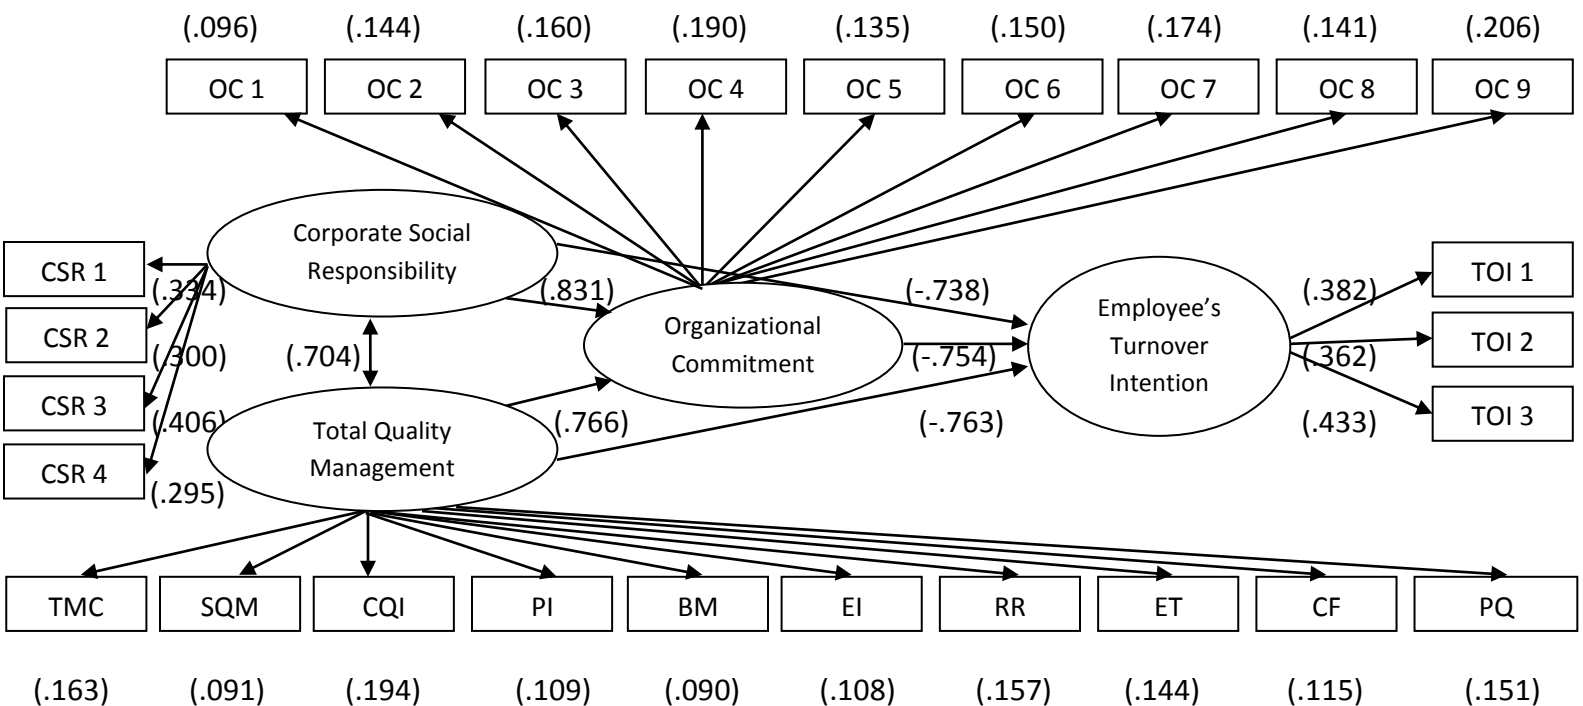 (.096) (.144) (.160) (.190) (.135) (.150) (.174) (.141) (.206)
OC 1 OC 2 OC 3 OC 4 OC 5 OC 6 OC 7 OC 8 OC 9
Corporate Social
Responsibility
CSR 1
(.334)
CSR 2
(.300)
CSR 3
(.406)
CSR 4
(.295)
(.831)
(.704)
Organizational
Commitment
(-.738)
(-.754)
(.766)
(-.763)
Total Quality
Management
Employee’s
Turnover
Intention
(.382)
TOI 1
(.362)
TOI 2
(.433)
TOI 3
TMC SQM CQI PI BM EI RR ET CF PQ
(.163) (.091) (.194) (.109) (.090) (.108) (.157) (.144) (.115) (.151)